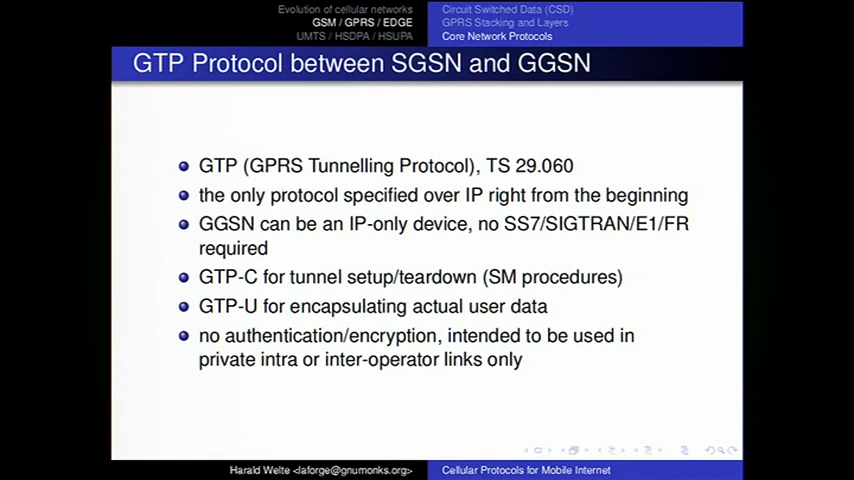 Evolution of cellular networks
GSM / GPRS / EDGE
UMTS / HSDPA / HSUPA
Circuit Switched Data (CSD)
GPRS Stacking and Layers
Core Network Protocols
GTP Protocol between SGSN and GGSN
GTP (GPRS Tunnelling Protocol), TS 29.060
the only protocol specified over IP right from the beginning
GGSN can be an IP-only device, no SS7/SIGTRAN/E1/FR
required
GTP-C for tunnel setup/teardown (SM procedures)
GTP-U for encapsulating actual user data
no authentication/encryption, intended to be used in
private intra or inter-operator links only
Harald Welte <laforge@gnumonks.org>
Cellular Protocols for Mobile Internet